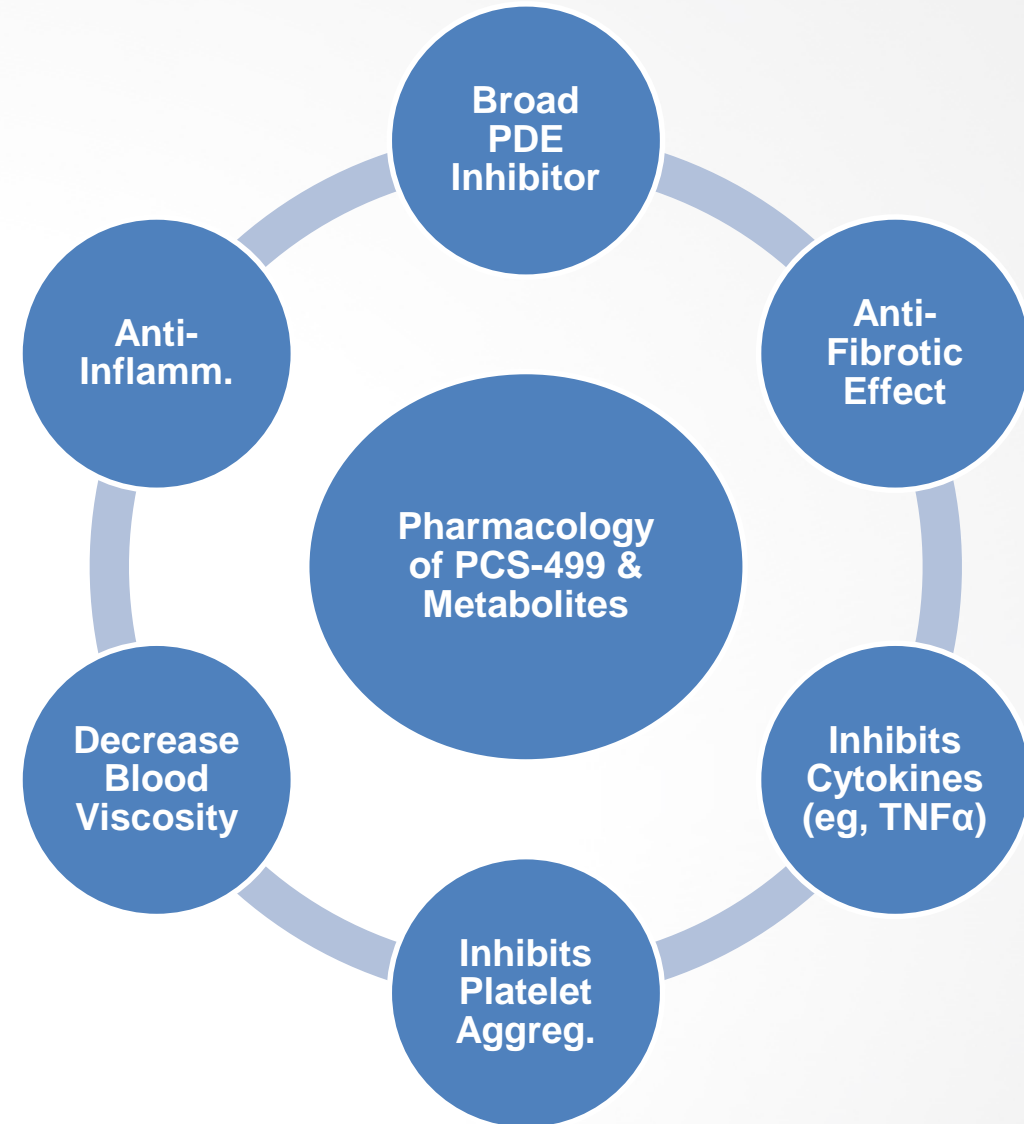 Broad
PDE
Inhibitor
Anti-
Fibrotic
Effect
Inhibits
Cytokines
(eg, TNFα)
Inhibits
Platelet
Aggreg.
Decrease
Blood
Viscosity
Anti-
Inflamm.
Pharmacology
of PCS-499 &
Metabolites